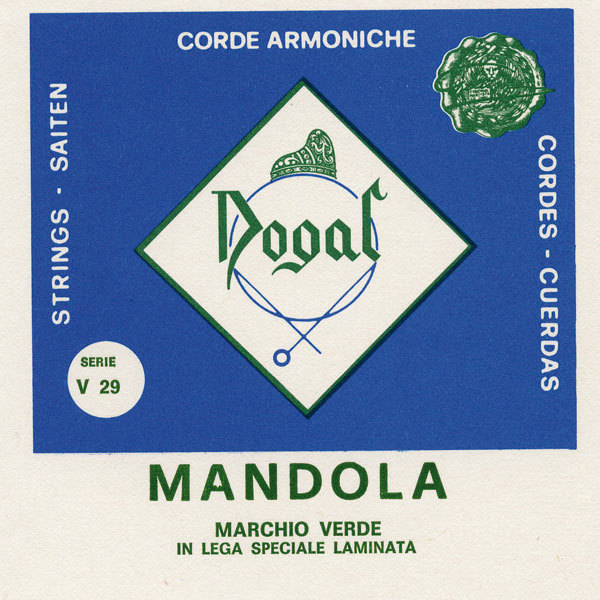 CORDE ARMONICHE
STRINGS - SAITEN
CORDES - CUERDAS
Dogal
SERIE
V 29
MANDOLA
MARCHIO VERDE
IN LEGA SPECIALE LAMINATA